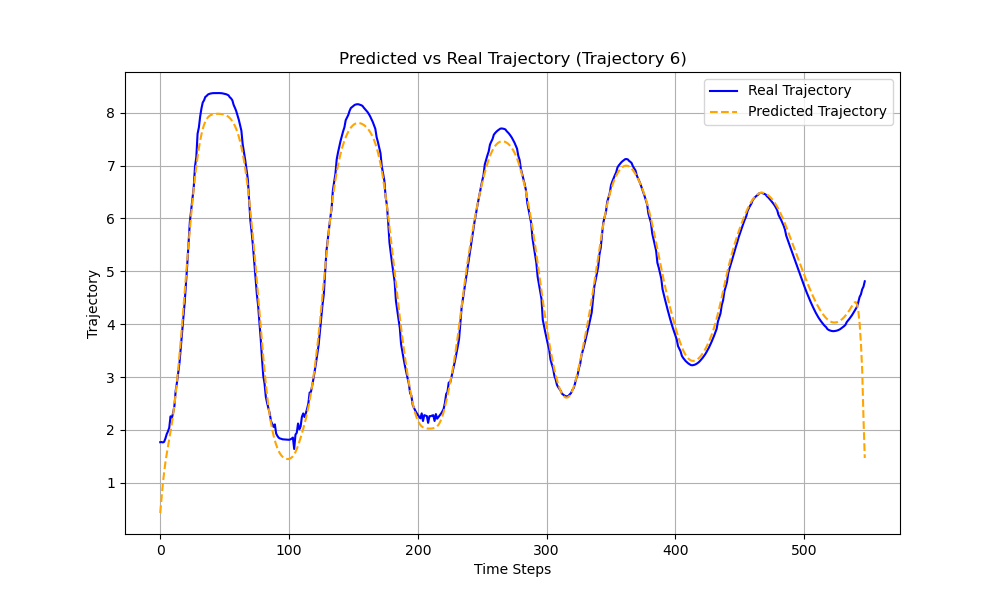 Predicted vs Real Trajectory (Trajectory 6)
Real Trajectory
Predicted Trajectory
Trajectory
8
7
6
5
4
3
2
1
0 100 200 300 400 500
Time Steps